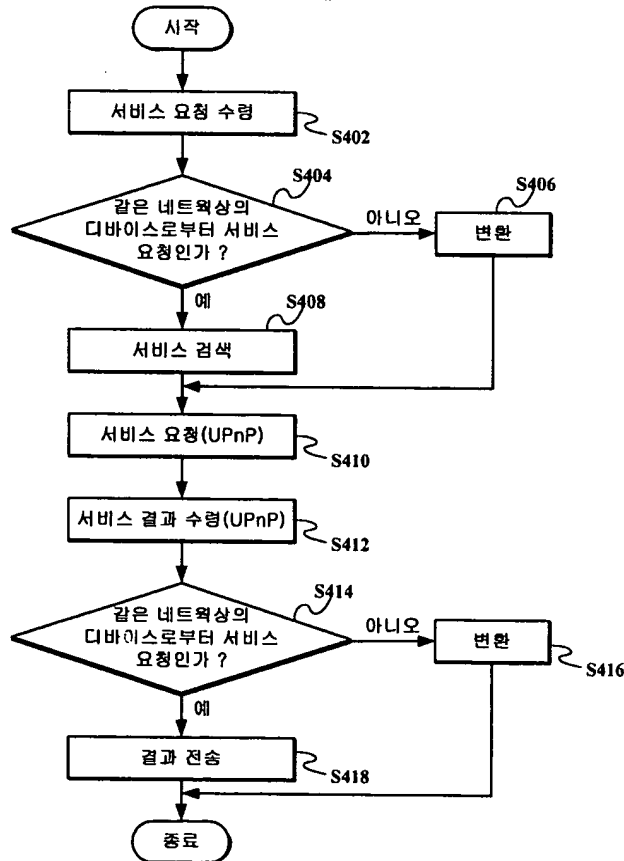 시작
서비스 요청 수령
S402
S404
같은 네트웍상의
디바이스로부터 서비스
요청인가 ?
아니오
S406
변환
예
S408
서비스 검색
서비스 요청(UPnP)
S410
서비스 결과 수령(UPnP)
S412
S414
같은 네트웍상의
디바이스로부터 서비스
요청인가 ?
아니오
변환
S416
예
결과 전송
S418
종료